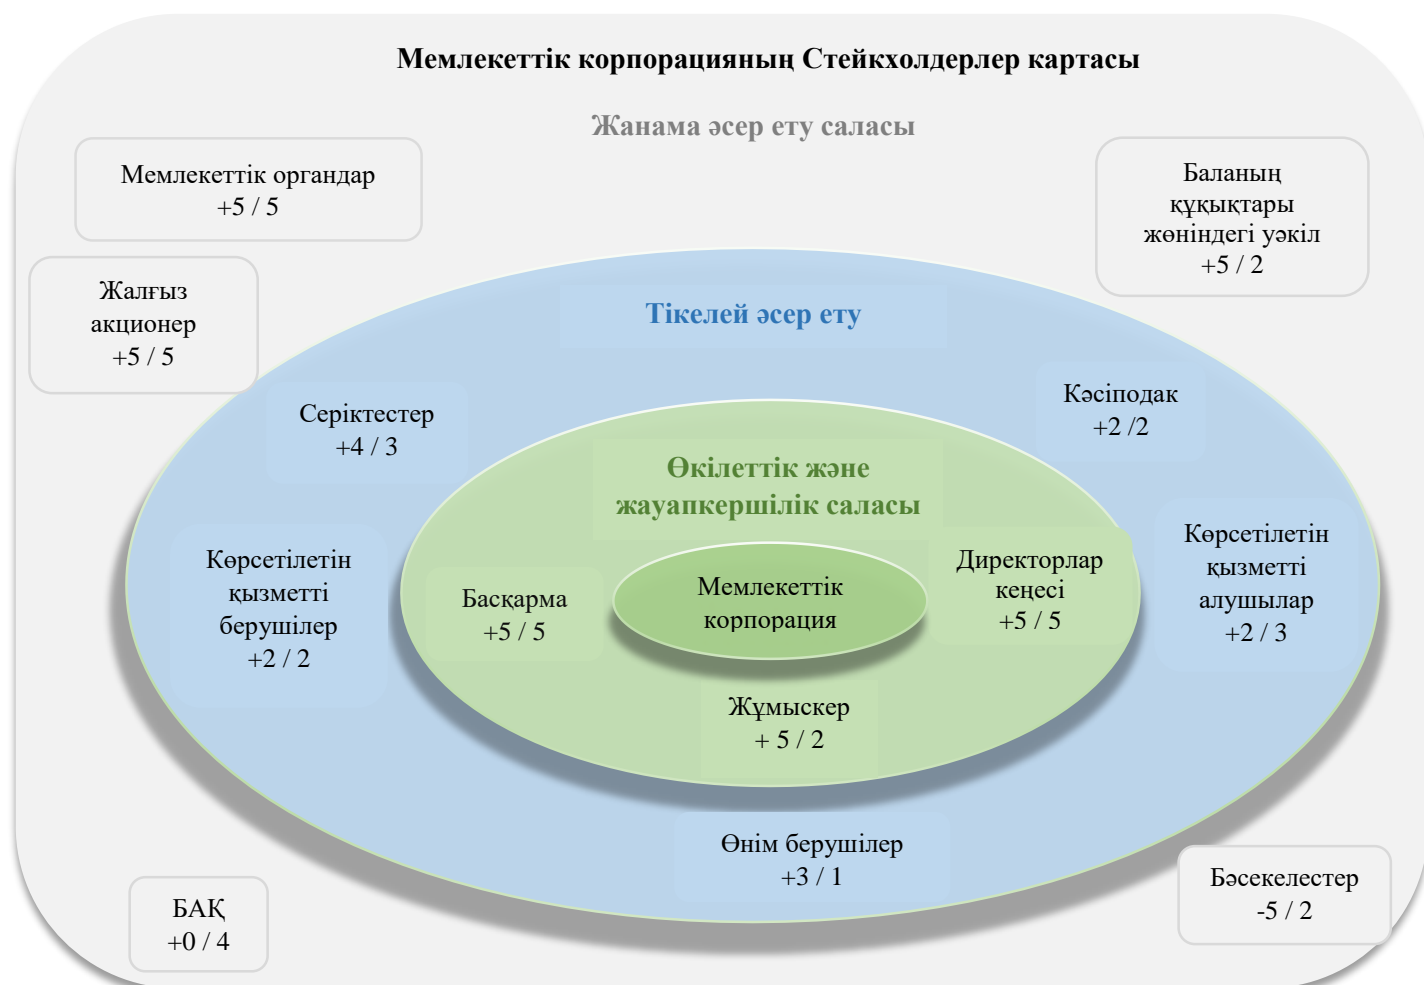 Мемлекеттік корпорацияның Стейкхолдерлер картасы
Жанама әсер ету саласы
Мемлекеттік органдар
+5 / 5
Баланың
құқықтары
жөніндегі уәкіл
+5 / 2
Жалғыз
акционер
+5 / 5
Тікелей әсер ету
Серіктестер
+4 / 3
Кәсіподак
+2 /2
Өкілеттік және
жауапкершілік саласы
Көрсетілетін
қызметті
берушілер
+2 / 2
Басқарма
+5 / 5
Мемлекеттік
корпорация
Директорлар
кеңесі
+5 / 5
Көрсетілетін
қызметті
алушылар
+2 / 3
Жұмыскер
+ 5 / 2
Өнім берушілер
+3 / 1
БАҚ
+0 / 4
Бәсекелестер
-5 / 2